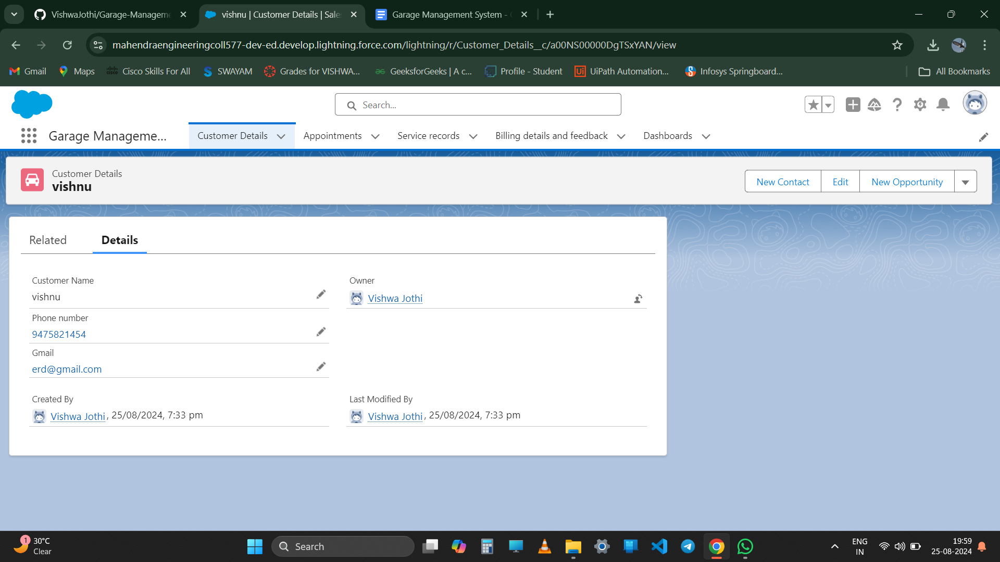 VishwaJothi/Garage-Manageme
vishnu | Customer Details | Sale
Garage Management System -
mahendraengineeringcoll577-dev-ed.develop.lightning.force.com/lightning/r/Customer_Details__c/a00NS00000DgTSxYAN/view
Gmail
Maps
Cisco Skills For All
SWAYAM
Grades for VISHWA...
GeeksforGeeks | A c...
Profile - Student
UiPath Automation...
Infosys Springboard...
All Bookmarks
Search...
Garage Manageme...
Customer Details
Appointments
Service records
Billing details and feedback
Dashboards
Customer Details
vishnu
New Contact
Edit
New Opportunity
Related
Details
Customer Name
vishnu
Owner
Vishwa Jothi
Phone number
9475821454
Gmail
erd@gmail.com
Created By
Vishwa Jothi, 25/08/2024, 7:33 pm
Last Modified By
Vishwa Jothi, 25/08/2024, 7:33 pm
1
30°C
Clear
Search
ENG
IN
19:59
25-08-2024